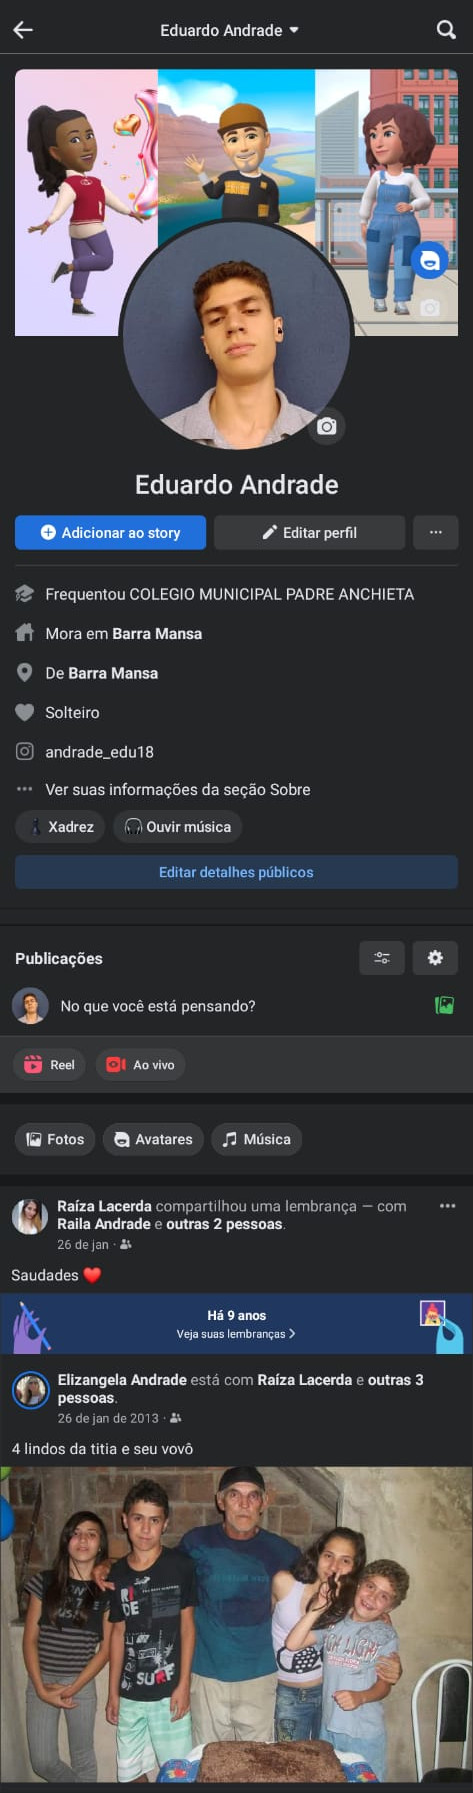 Eduardo Andrade
Eduardo Andrade
Adicionar ao story
Editar perfil
Frequentou COLEGIO MUNICIPAL PADRE ANCHIETA
Mora em Barra Mansa
De Barra Mansa
Solteiro
andrade_edu18
Ver suas informações da seção Sobre
Xadrez
Ouvir música
Editar detalhes públicos
Publicações
No que você está pensando?
Reel
Ao vivo
Fotos
Avatares
Música
Raíza Lacerda compartilhou uma lembrança — com
Raila Andrade e outras 2 pessoas.
26 de jan ·
Saudades ❤️
Há 9 anos
Veja suas lembranças >
Elizangela Andrade está com Raíza Lacerda e outras 3
pessoas.
26 de jan de 2013 ·
4 lindos da titia e seu vovô
RI
DE
SURF